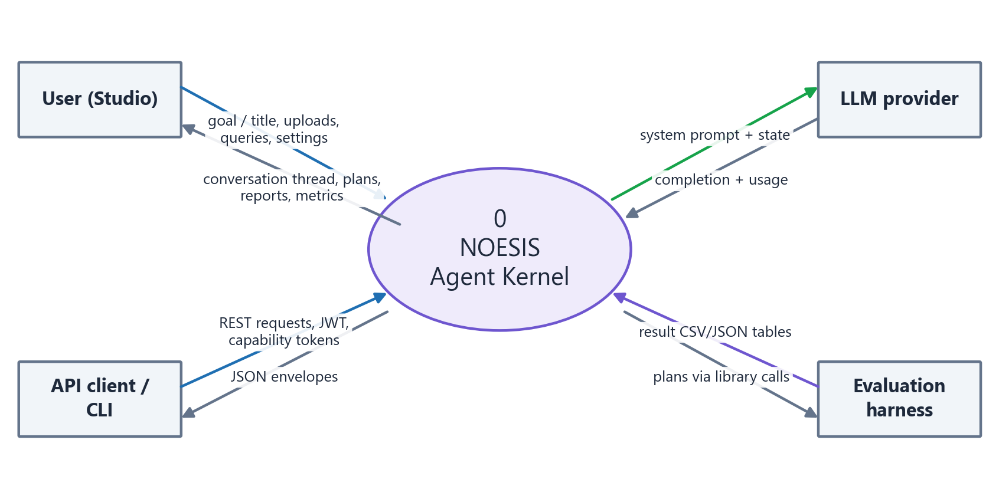 User (Studio)
LLM provider
goal / title, uploads,
queries, settings
system prompt + state
conversation thread, plans,
reports, metrics
completion + usage
0
NOESIS
Agent Kernel
REST requests, JWT,
capability tokens
result CSV/JSON tables
JSON envelopes
plans via library calls
API client /
CLI
Evaluation
harness